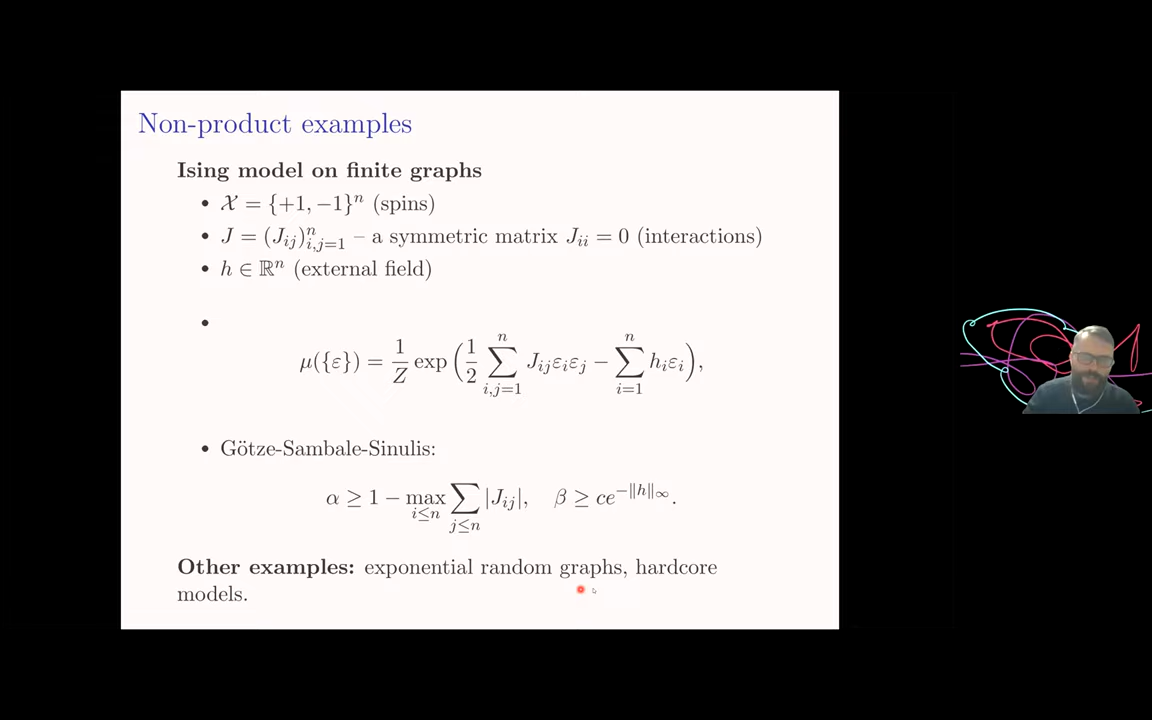 Non-product examples
Ising model on finite graphs
• 𝒳 = {+1, −1}ⁿ (spins)
• J = (J_{ij})_{i,j=1}^n – a symmetric matrix J_{ii} = 0 (interactions)
• h ∈ ℝⁿ (external field)
•
μ({ε}) = \frac{1}{Z} exp ( \frac{1}{2} \sum_{i,j=1}^{n} J_{ij}ε_iε_j − \sum_{i=1}^{n} h_iε_i ),
• Götze-Sambale-Sinulis:
α ≥ 1 − \max_{i≤n} \sum_{j≤n} |J_{ij}|, β ≥ ce^{−‖h‖_∞}.
Other examples: exponential random graphs, hardcore
models.